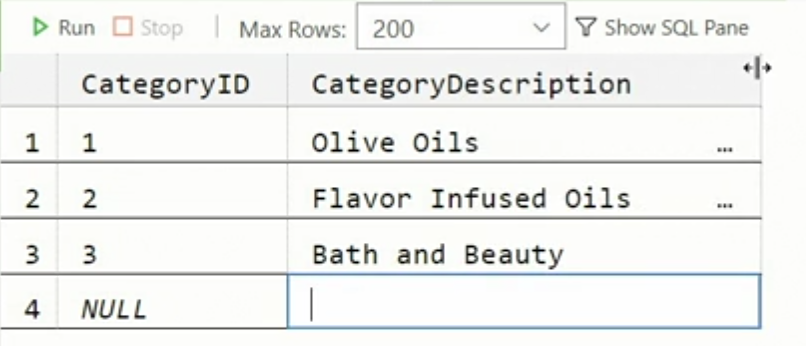 Run Stop Max Rows: 200 Show SQL Pane
CategoryID CategoryDescription
1 1 Olive Oils …
2 2 Flavor Infused Oils …
3 3 Bath and Beauty
4 NULL